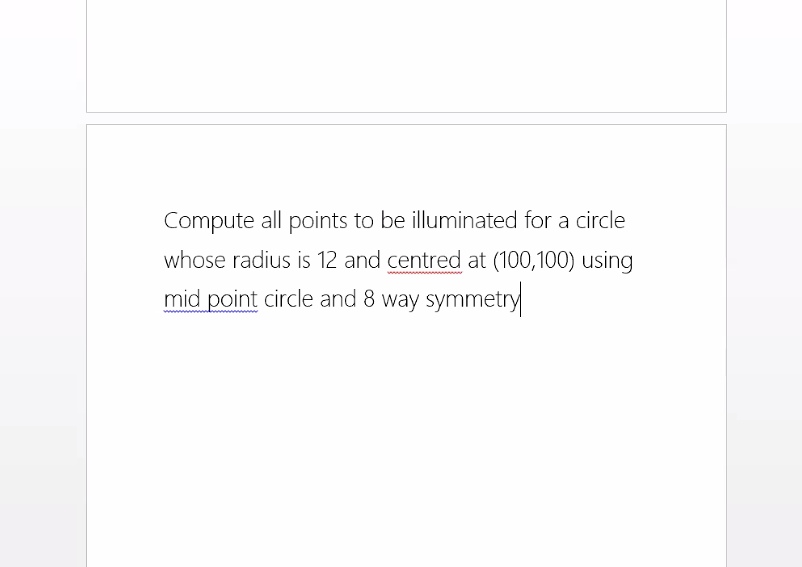 Compute all points to be illuminated for a circle
whose radius is 12 and centred at (100,100) using
mid point circle and 8 way symmetry